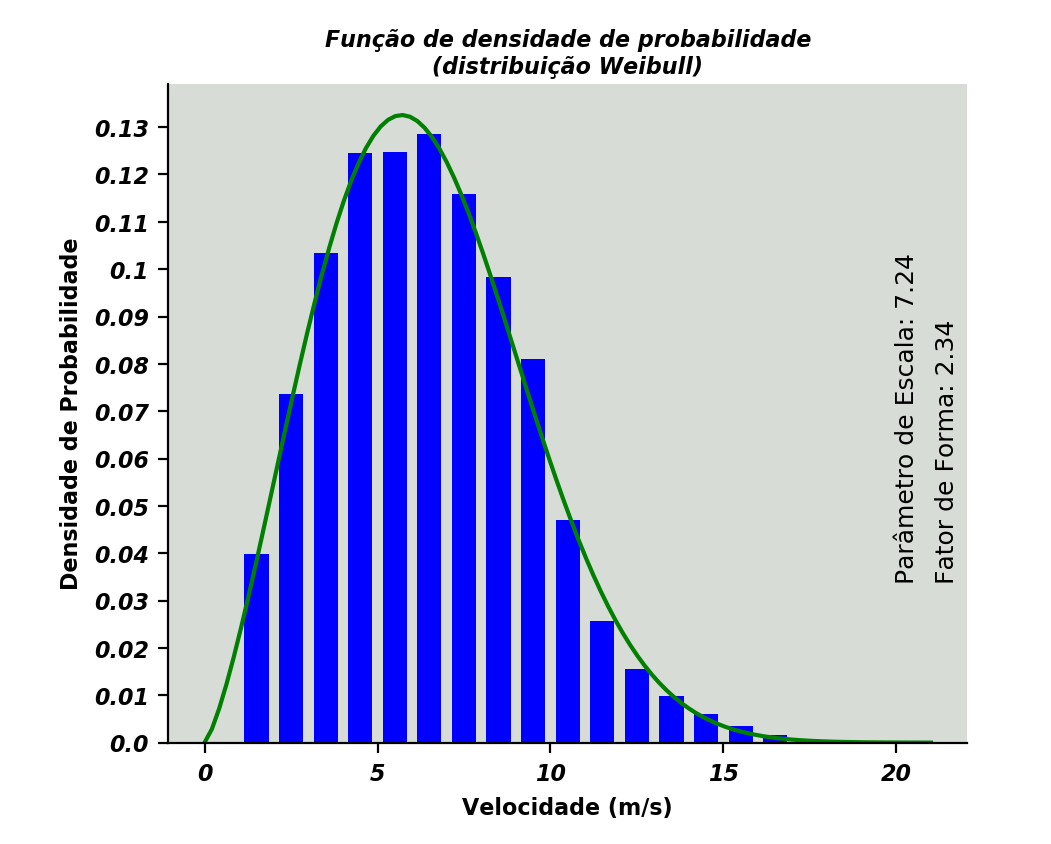 Função de densidade de probabilidade
(distribuição Weibull)
0.13
0.12
0.11
0.1
0.09
0.08
0.07
0.06
0.05
0.04
0.03
0.02
0.01
0.0
Densidade de Probabilidade
Parâmetro de Escala: 7.24
Fator de Forma: 2.34
0 5 10 15 20
Velocidade (m/s)